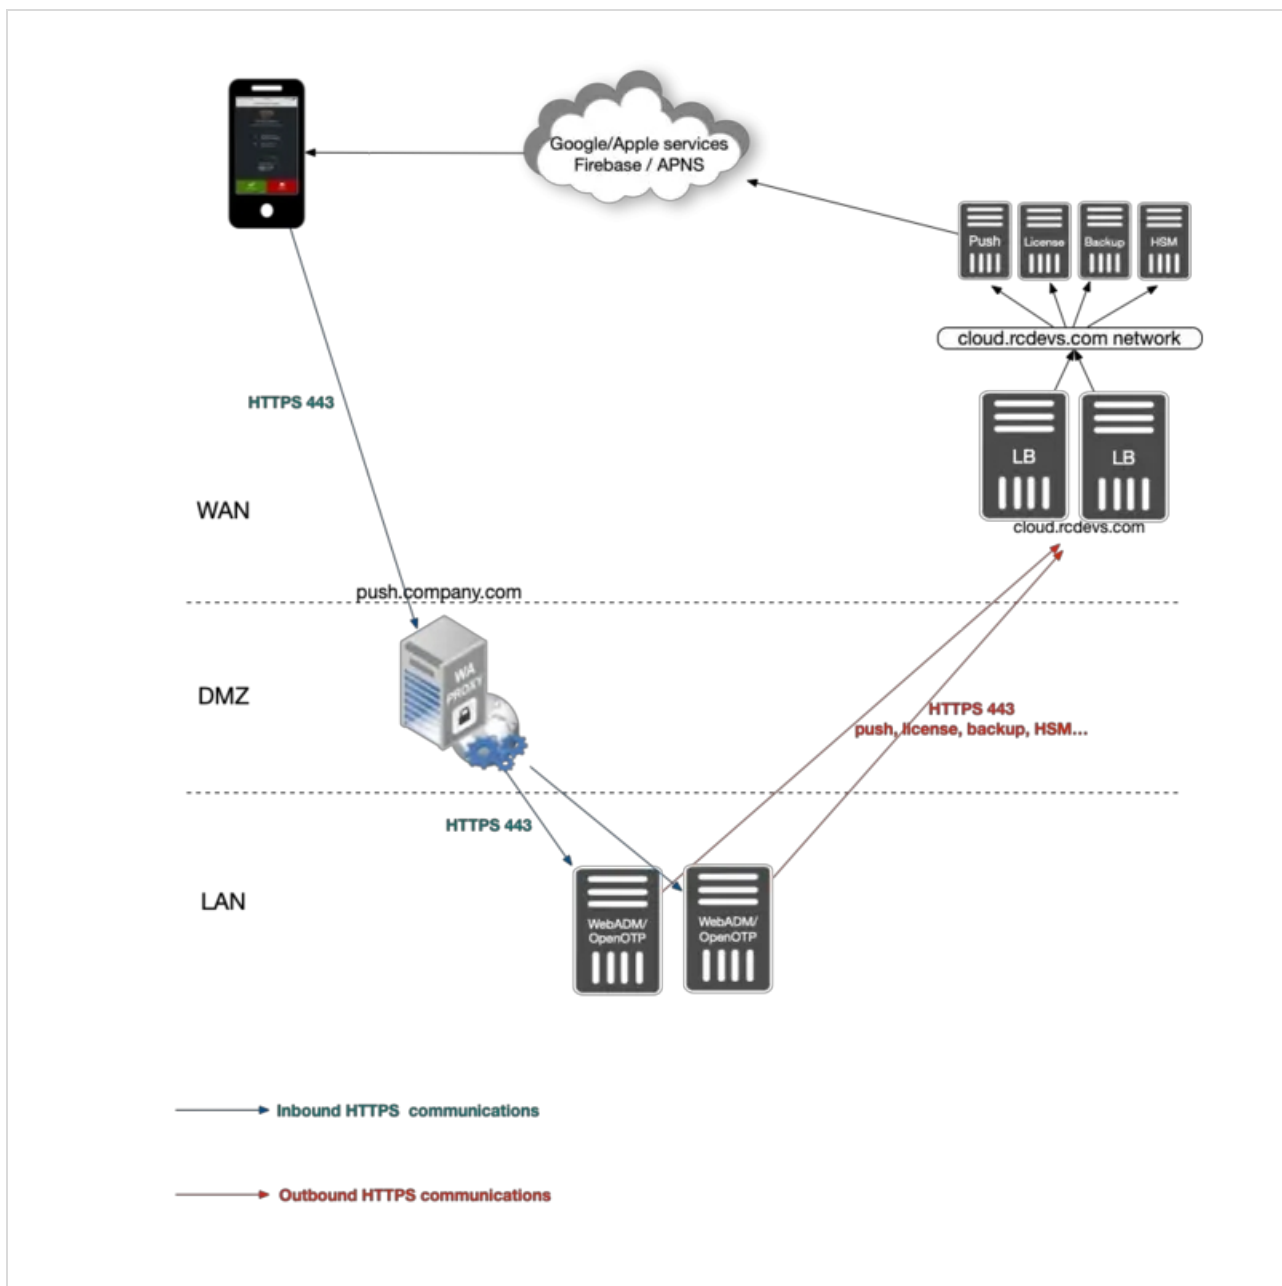 Google/Apple services
Firebase / APNS
Push
License
Backup
HSM
cloud.rcdevs.com network
HTTPS 443
LB
LB
WAN
cloud.rcdevs.com
push.company.com
WA
PROXY
DMZ
HTTPS 443
push, license, backup, HSM...
HTTPS 443
LAN
WebADM/
OpenOTP
WebADM/
OpenOTP
Inbound HTTPS communications
Outbound HTTPS communications